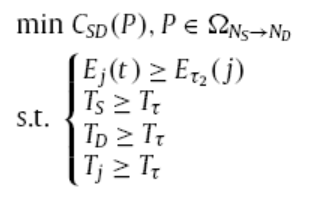 min C_{SD}(P), P ∈ Ω_{N_S→N_D}
s.t. {
E_j(t) ≥ E_{τ_2}(j)
T_S ≥ T_τ
T_D ≥ T_τ
T_j ≥ T_τ